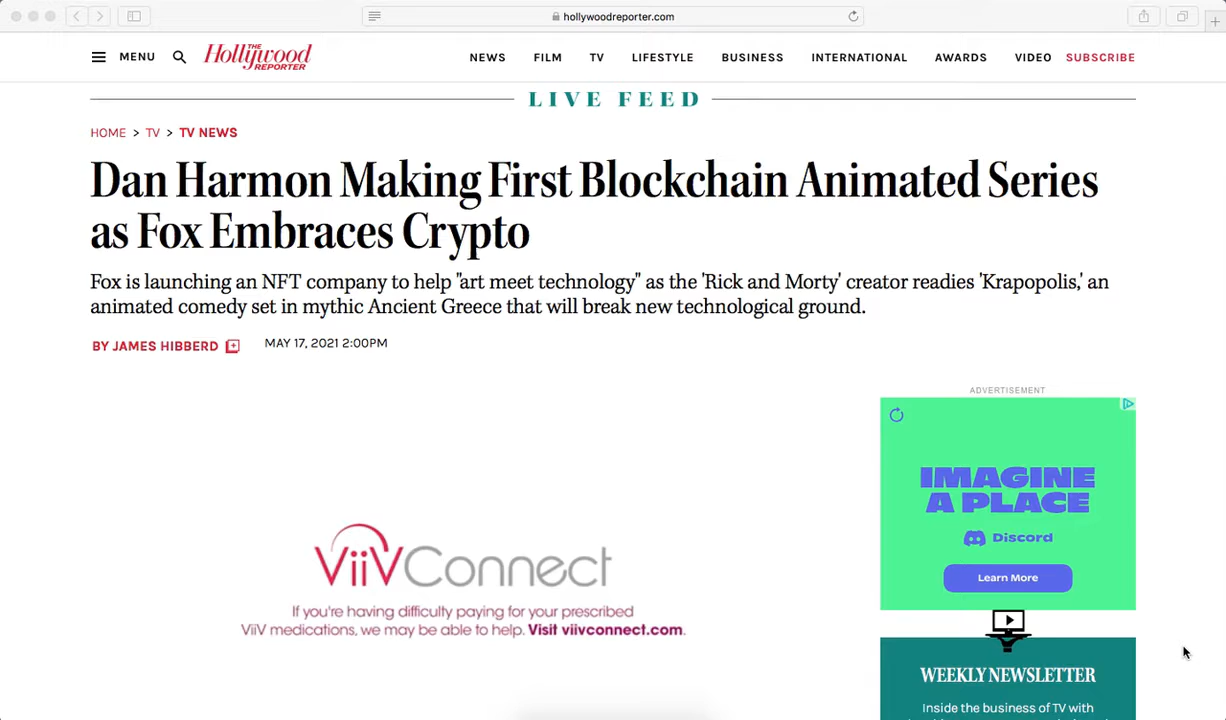 hollywoodreporter.com
MENU
THE
Hollywood
REPORTER
NEWS FILM TV LIFESTYLE BUSINESS INTERNATIONAL AWARDS VIDEO SUBSCRIBE
LIVE FEED
HOME > TV > TV NEWS
Dan Harmon Making First Blockchain Animated Series
as Fox Embraces Crypto
Fox is launching an NFT company to help "art meet technology" as the 'Rick and Morty' creator readies 'Krapopolis,' an
animated comedy set in mythic Ancient Greece that will break new technological ground.
BY JAMES HIBBERD MAY 17, 2021 2:00PM
ViiVConnect
If you're having difficulty paying for your prescribed
ViiV medications, we may be able to help. Visit viivconnect.com.
ADVERTISEMENT
IMAGINE
A PLACE
Discord
Learn More
WEEKLY NEWSLETTER
Inside the business of TV with